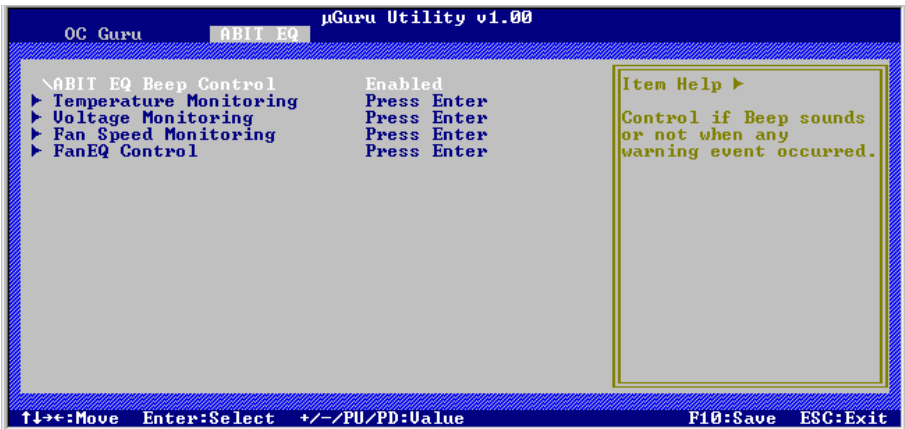 µGuru Utility v1.00
OC Guru ABIT EQ
\ABIT EQ Beep Control Enabled
▶ Temperature Monitoring Press Enter
▶ Voltage Monitoring Press Enter
▶ Fan Speed Monitoring Press Enter
▶ FanEQ Control Press Enter
Item Help ▶
Control if Beep sounds
or not when any
warning event occurred.
↑↓→←:Move Enter:Select +/-/PU/PD:Value F10:Save ESC:Exit